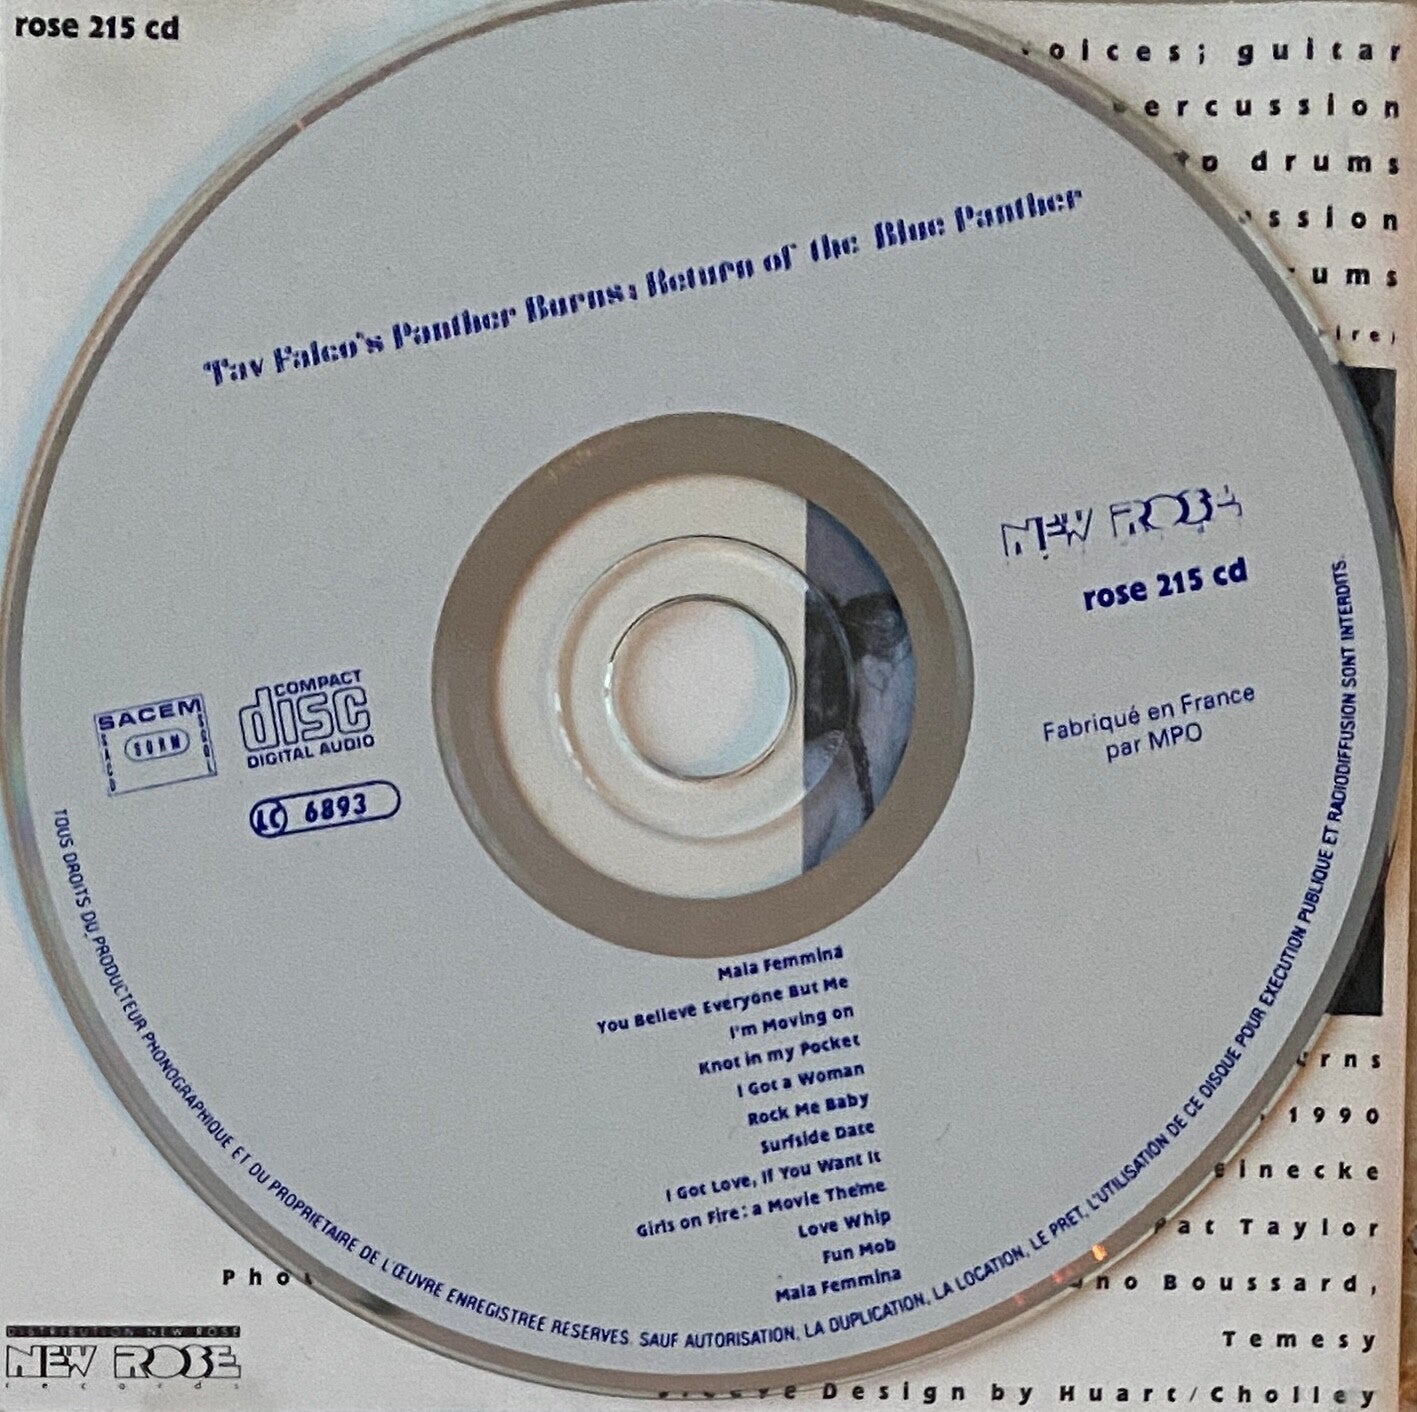 rose 215 cd
oices; guitar
ercussion
o drums
ssion
ums
ire)
Tav Falco's Panther Burns: Return of the Blue Panther
NEW ROSE
rose 215 cd
Fabriqué en France
par MPO
SACEM
SACD
SDRM
SGDL
COMPACT
disc
DIGITAL AUDIO
LC 6893
Mala Femmina
You Believe Everyone But Me
I'm Moving on
Knot in my Pocket
I Got a Woman
Rock Me Baby
Surfside Date
I Got Love, If You Want It
Girls on Fire: a Movie Theme
Love Whip
Fun Mob
Mala Femmina
TOUS DROITS DU PRODUCTEUR PHONOGRAPHIQUE ET DU PROPRIETAIRE DE L'ŒUVRE ENREGISTREE RESERVES. SAUF AUTORISATION, LA DUPLICATION, LA LOCATION, LE PRET, L'UTILISATION DE CE DISQUE POUR EXECUTION PUBLIQUE ET RADIODIFFUSION SONT INTERDITS.
rns
1990
einecke
Pat Taylor
Pho
no Boussard,
Temesy
Design by Huart/Cholley
DISTRIBUTION NEW ROSE
NEW ROSE
records